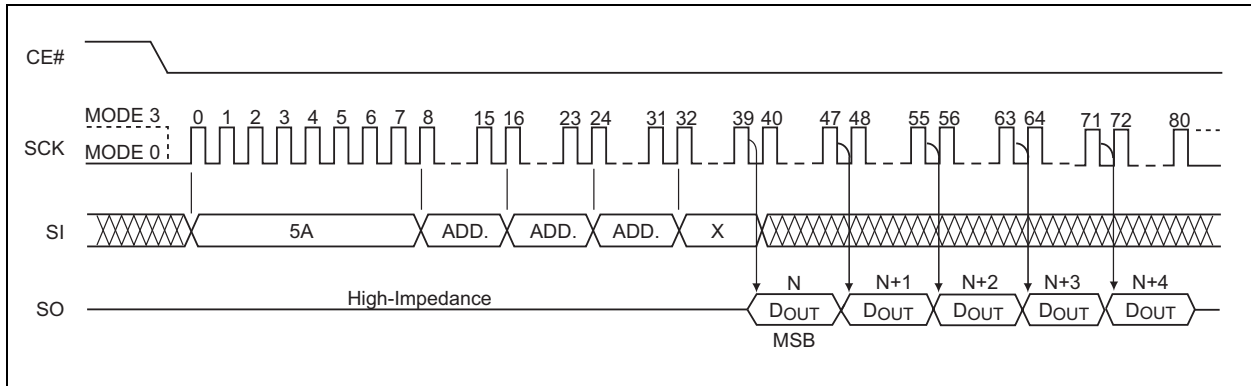 CE#
MODE 3
0 1 2 3 4 5 6 7 8 15 16 23 24 31 32 39 40 47 48 55 56 63 64 71 72 80
SCK
MODE 0
SI 5A ADD. ADD. ADD. X
N N+1 N+2 N+3 N+4
High-Impedance
SO DOUT DOUT DOUT DOUT DOUT
MSB